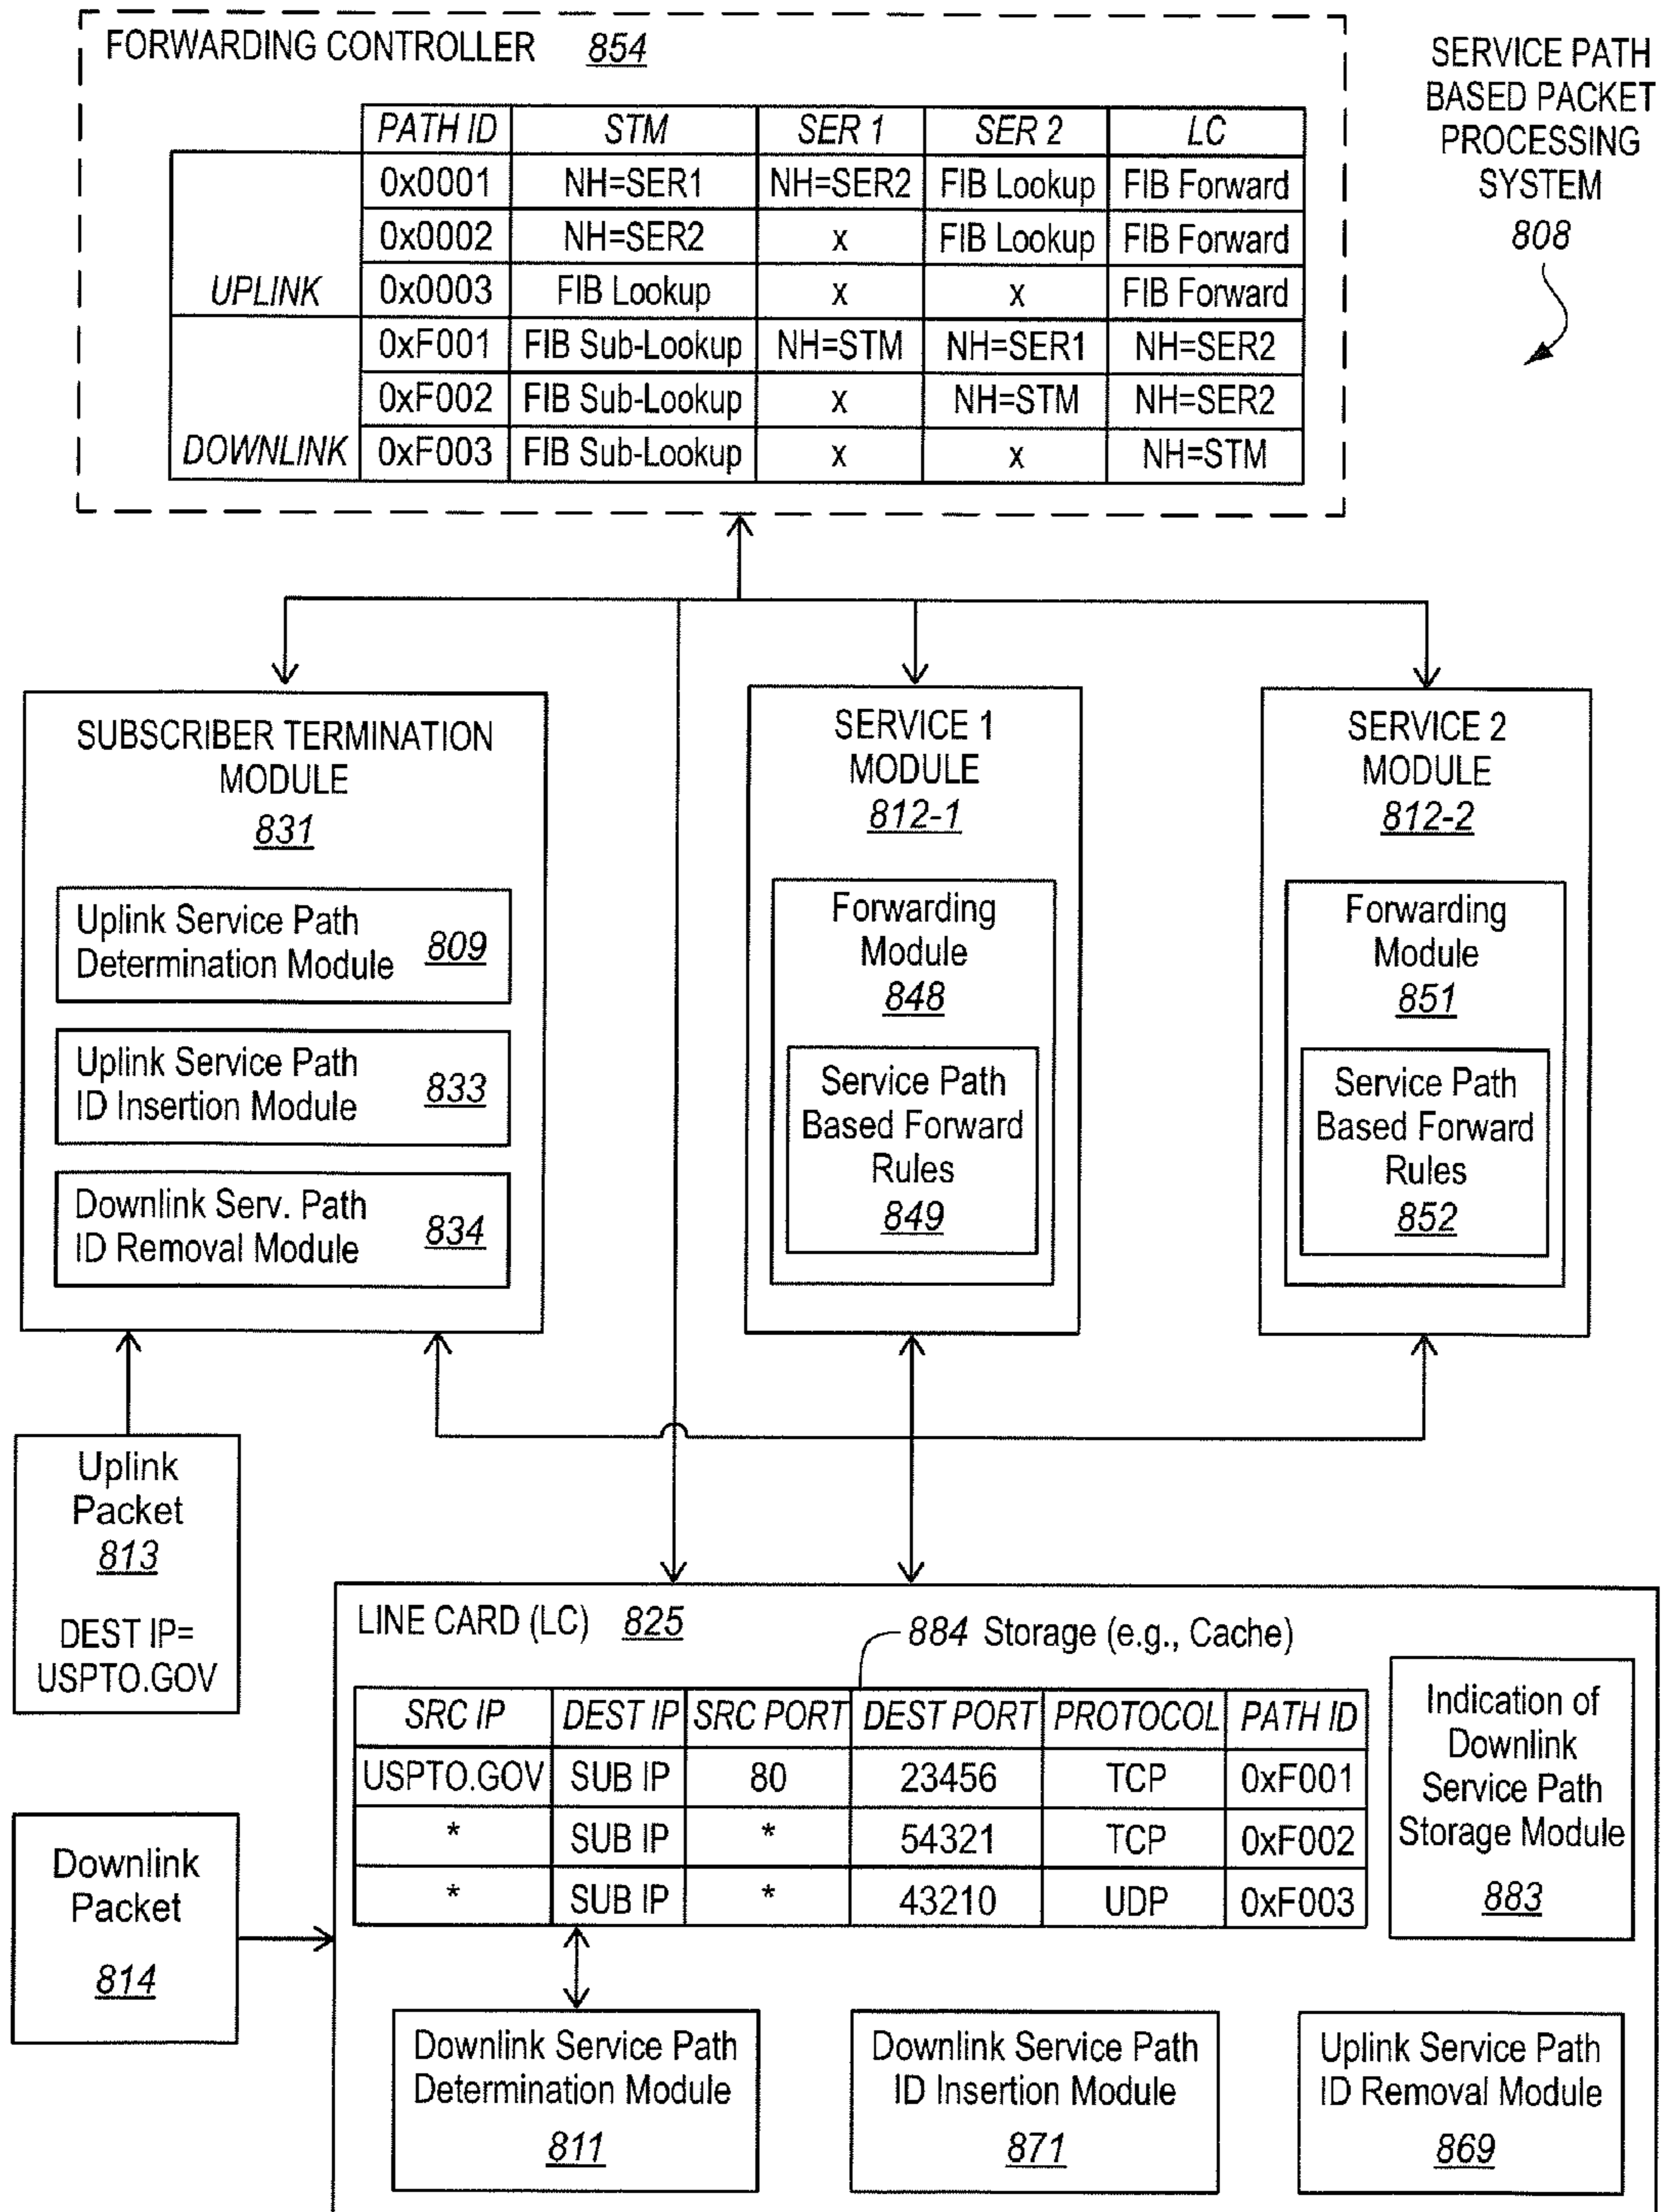 FORWARDING CONTROLLER 854
SERVICE PATH
BASED PACKET
PROCESSING
SYSTEM
808
PATH ID STM SER 1 SER 2 LC
0x0001 NH=SER1 NH=SER2 FIB Lookup FIB Forward
0x0002 NH=SER2 x FIB Lookup FIB Forward
UPLINK 0x0003 FIB Lookup x x FIB Forward
0xF001 FIB Sub-Lookup NH=STM NH=SER1 NH=SER2
0xF002 FIB Sub-Lookup x NH=STM NH=SER2
DOWNLINK 0xF003 FIB Sub-Lookup x x NH=STM
SUBSCRIBER TERMINATION
MODULE
831
Uplink Service Path
Determination Module 809
Uplink Service Path
ID Insertion Module 833
Downlink Serv. Path
ID Removal Module 834
SERVICE 1
MODULE
812-1
Forwarding
Module
848
Service Path
Based Forward
Rules
849
SERVICE 2
MODULE
812-2
Forwarding
Module
851
Service Path
Based Forward
Rules
852
Uplink
Packet
813
DEST IP=
USPTO.GOV
Downlink
Packet
814
LINE CARD (LC) 825
884 Storage (e.g., Cache)
SRC IP DEST IP SRC PORT DEST PORT PROTOCOL PATH ID
USPTO.GOV SUB IP 80 23456 TCP 0xF001
* SUB IP * 54321 TCP 0xF002
* SUB IP * 43210 UDP 0xF003
Indication of
Downlink
Service Path
Storage Module
883
Downlink Service Path
Determination Module
811
Downlink Service Path
ID Insertion Module
871
Uplink Service Path
ID Removal Module
869